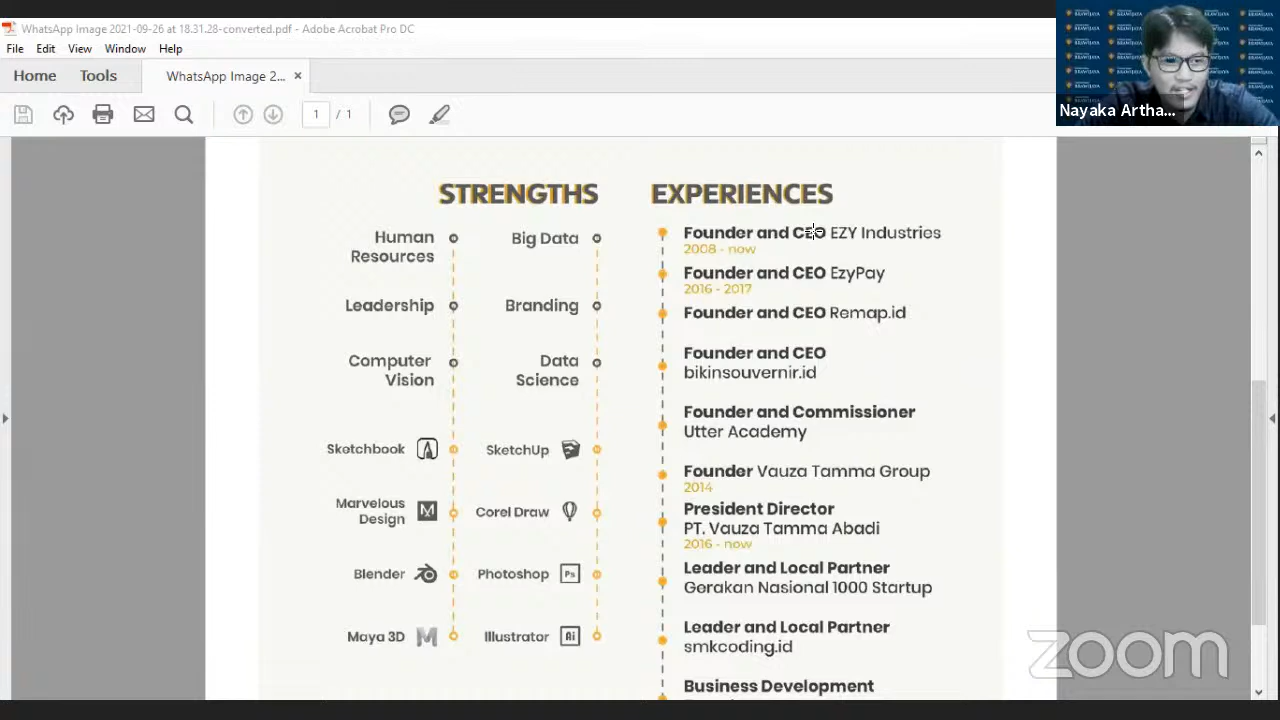 WhatsApp Image 2021-09-26 at 18.31.28-converted.pdf - Adobe Acrobat Pro DC
File Edit View Window Help
Home Tools WhatsApp Image 2... ×
1 / 1
Nayaka Artha...
STRENGTHS
Human
Resources
Big Data
Leadership
Branding
Computer
Vision
Data
Science
Sketchbook
SketchUp
Marvelous
Design
Corel Draw
Blender
Photoshop
Ps
Maya 3D
Illustrator
Ai
EXPERIENCES
Founder and CEO EZY Industries
2008 - now
Founder and CEO EzyPay
2016 - 2017
Founder and CEO Remap.id
Founder and CEO
bikinsouvernir.id
Founder and Commissioner
Utter Academy
Founder Vauza Tamma Group
2014
President Director
PT. Vauza Tamma Abadi
2016 - now
Leader and Local Partner
Gerakan Nasional 1000 Startup
Leader and Local Partner
smkcoding.id
Business Development
zoom